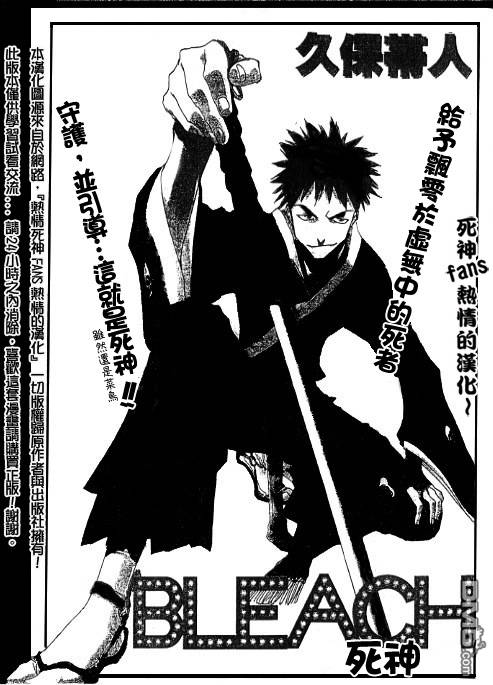 久保帯人
給予飄零於虛無中的死者
死神fans熱情的漢化~
守護，並引導…這就是死神!!
雖然還是菜鳥
本漢化圖源來自於網路，『熱情死神 FANS 熱情的漢化』一切版權歸原作者與出版社擁有！
此版本僅供學習試看交流…請24小時之內消除。喜歡這套漫畫請購買正版！謝謝。
BLEACH
死神
DM5.com